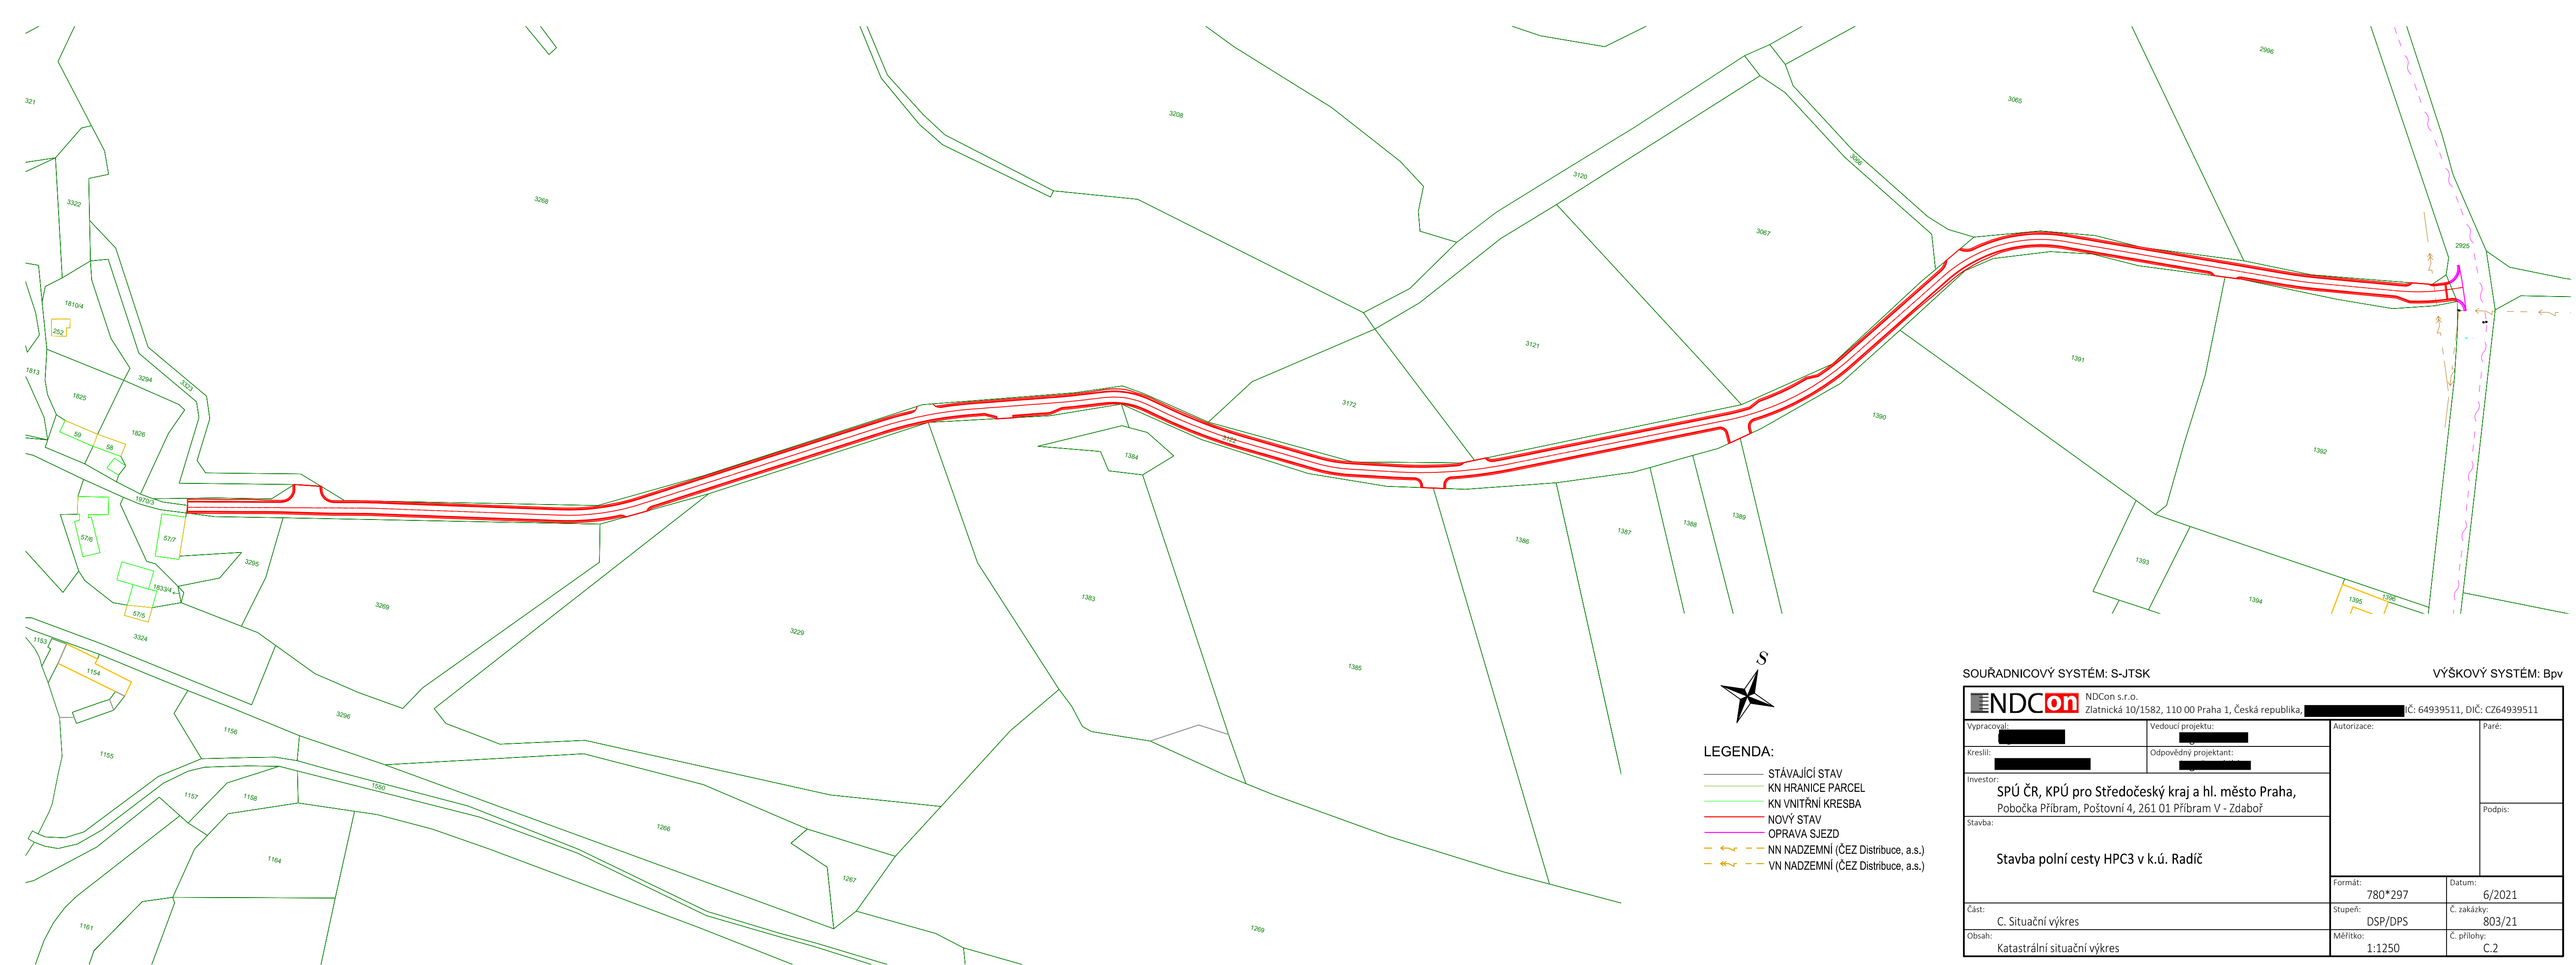 2996
321
3065
3208
3066
3120
3268
3322
3067
2925
1810/4
252
3121
1391
1813
3294
3323
1825
3172
1390
59
58
1826
3122
1392
1384
1970/3
1386
1387
1388
1389
57/6
57/7
3295
1393
1833/4
57/5
3269
1383
1394
1395
1396
3229
3324
1153
1154
1385
3296
1156
1155
1550
1157
1158
1266
1164
1267
1161
1269
S
LEGENDA:
STÁVAJÍCÍ STAV
KN HRANICE PARCEL
KN VNITŘNÍ KRESBA
NOVÝ STAV
OPRAVA SJEZD
NN NADZEMNÍ (ČEZ Distribuce, a.s.)
VN NADZEMNÍ (ČEZ Distribuce, a.s.)
SOUŘADNICOVÝ SYSTÉM: S-JTSK
VÝŠKOVÝ SYSTÉM: Bpv
NDCon
NDCon s.r.o.
Zlatnická 10/1582, 110 00 Praha 1, Česká republika, IČ: 64939511, DIČ: CZ64939511
Vypracoval:
Vedoucí projektu:
Autorizace:
Paré:
Kreslil:
Odpovědný projektant:
Investor:
SPÚ ČR, KPÚ pro Středočeský kraj a hl. město Praha,
Pobočka Příbram, Poštovní 4, 261 01 Příbram V - Zdaboř
Podpis:
Stavba:
Stavba polní cesty HPC3 v k.ú. Radíč
Formát:
780*297
Datum:
6/2021
Část:
C. Situační výkres
Stupeň:
DSP/DPS
Č. zakázky:
803/21
Obsah:
Katastrální situační výkres
Měřítko:
1:1250
Č. přílohy:
C.2